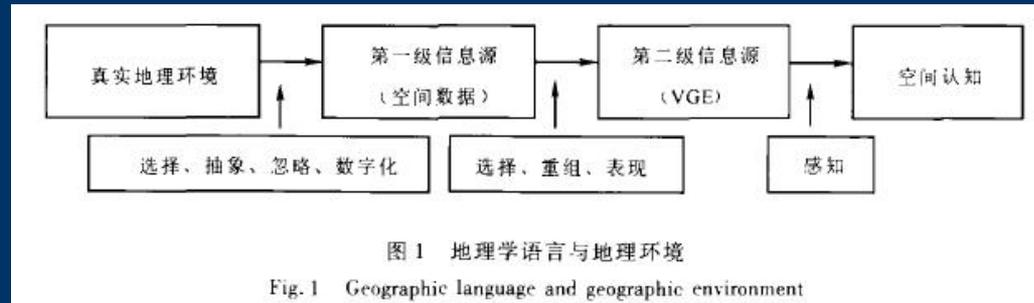 真实地理环境
第一级信息源
(空间数据)
第二级信息源
(VGE)
空间认知
选择、抽象、忽略、数字化
选择、重组、表现
感知
图1 地理学语言与地理环境
Fig. 1 Geographic language and geographic environment